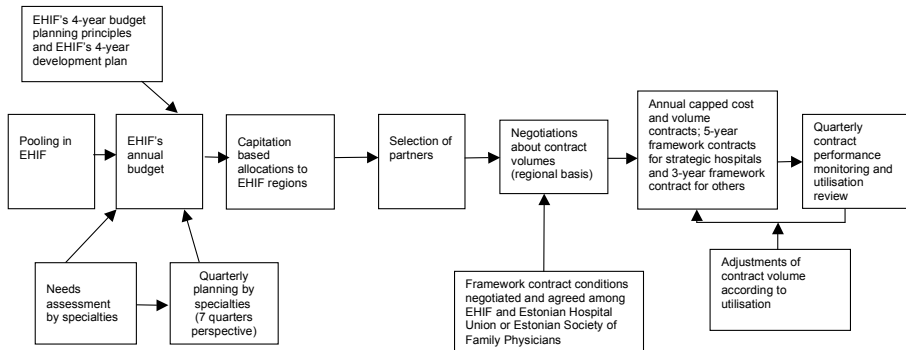 EHIF's 4-year budget
planning principles
and EHIF's 4-year
development plan
Pooling in
EHIF
EHIF's
annual
budget
Capitation
based
allocations to
EHIF regions
Selection of
partners
Negotiations
about contract
volumes
(regional basis)
Annual capped cost
and volume
contracts; 5-year
framework contracts
for strategic hospitals
and 3-year framework
contract for others
Quarterly
contract
performance
monitoring and
utilisation
review
Needs
assessment
by specialties
Quarterly
planning by
specialties
(7 quarters
perspective)
Framework contract conditions
negotiated and agreed among
EHIF and Estonian Hospital
Union or Estonian Society of
Family Physicians
Adjustments of
contract volume
according to
utilisation